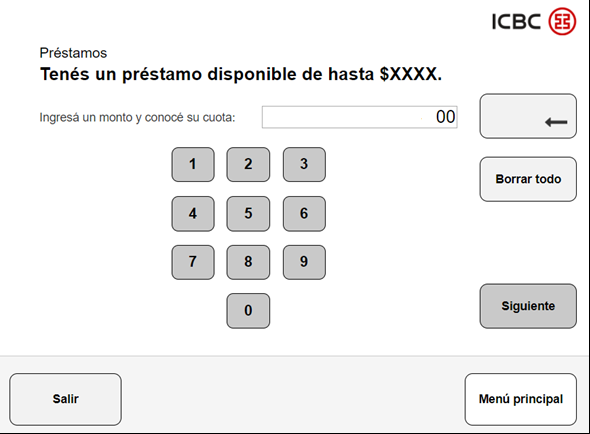 ICBC
Préstamos
Tenés un préstamo disponible de hasta $XXXX.
Ingresá un monto y conocé su cuota:
00
1 2 3
Borrar todo
4 5 6
7 8 9
0
Siguiente
Salir
Menú principal